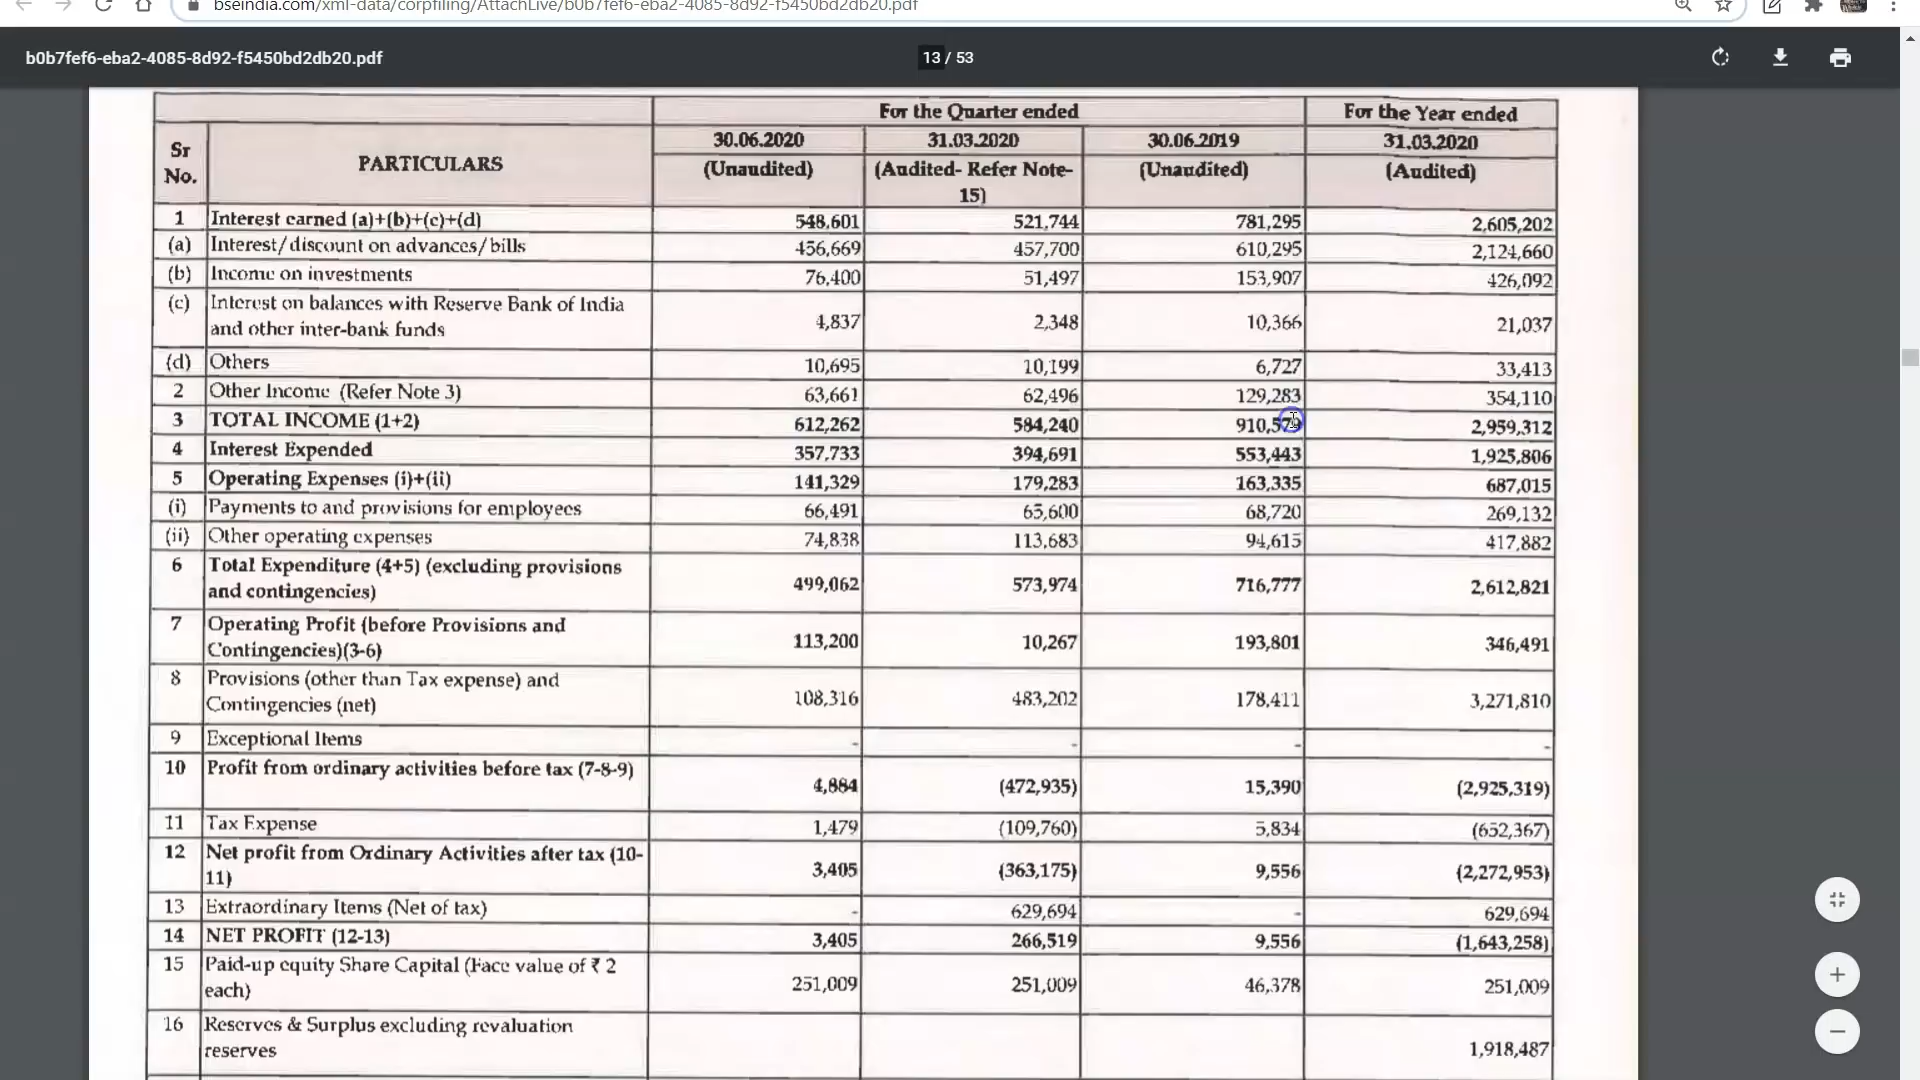 bseindia.com/xml-data/corpfiling/AttachLive/b0b7fef6-eba2-4085-8d92-f5450bd2db20.pdf
b0b7fef6-eba2-4085-8d92-f5450bd2db20.pdf 13 / 53
For the Quarter ended For the Year ended
Sr No. PARTICULARS 30.06.2020 31.03.2020 30.06.2019 31.03.2020
(Unaudited) (Audited- Refer Note- (Unaudited) (Audited)
15)
1 Interest earned (a)+(b)+(c)+(d) 548,601 521,744 781,295 2,605,202
(a) Interest/discount on advances/bills 456,669 457,700 610,295 2,124,660
(b) Income on investments 76,400 51,497 153,907 426,092
(c) Interest on balances with Reserve Bank of India
and other inter-bank funds 4,837 2,348 10,366 21,037
(d) Others 10,695 10,199 6,727 33,413
2 Other Income (Refer Note 3) 63,661 62,496 129,283 354,110
3 TOTAL INCOME (1+2) 612,262 584,240 2,959,312
4 Interest Expended 357,733 394,691 553,443 1,925,806
5 Operating Expenses (i)+(ii) 141,329 179,283 163,335 687,015
(i) Payments to and provisions for employees 66,491 65,600 68,720 269,132
(ii) Other operating expenses 74,838 113,683 94,615 417,882
6 Total Expenditure (4+5) (excluding provisions
and contingencies) 499,062 573,974 716,777 2,612,821
7 Operating Profit (before Provisions and
Contingencies)(3-6) 113,200 10,267 193,801 346,491
8 Provisions (other than Tax expense) and
Contingencies (net) 108,316 483,202 178,411 3,271,810
9 Exceptional Items - - - -
10 Profit from ordinary activities before tax (7-8-9)
4,884 (472,935) 15,390 (2,925,319)
11 Tax Expense 1,479 (109,760) 5,834 (652,367)
12 Net profit from Ordinary Activities after tax (10-
11) 3,405 (363,175) 9,556 (2,272,953)
13 Extraordinary Items (Net of tax) - 629,694 - 629,694
14 NET PROFIT (12-13) 3,405 266,519 9,556 (1,643,258)
15 Paid-up equity Share Capital (Face value of ₹ 2
each) 251,009 251,009 46,378 251,009
16 Reserves & Surplus excluding revaluation
reserves 1,918,487